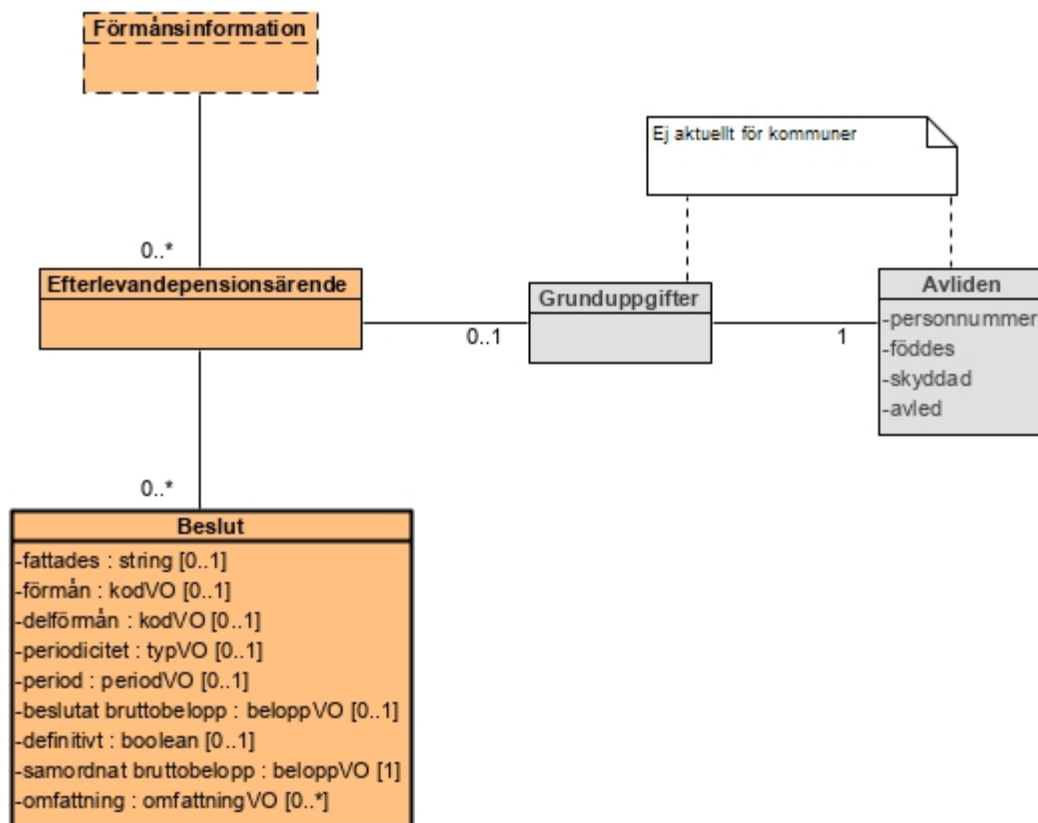 Förmånsinformation
Ej aktuellt för kommuner
0..*
Efterlevandepensionsärende
0..1
Grunduppgifter
1
Avliden
-personnummer
-föddes
-skyddad
-avled
0..*
Beslut
-fattades : string [0..1]
-förmån : kodVO [0..1]
-delförmån : kodVO [0..1]
-periodicitet : typVO [0..1]
-period : periodVO [0..1]
-beslutat bruttobelopp : beloppVO [0..1]
-definitivt : boolean [0..1]
-samordnat bruttobelopp : beloppVO [1]
-omfattning : omfattningVO [0..*]